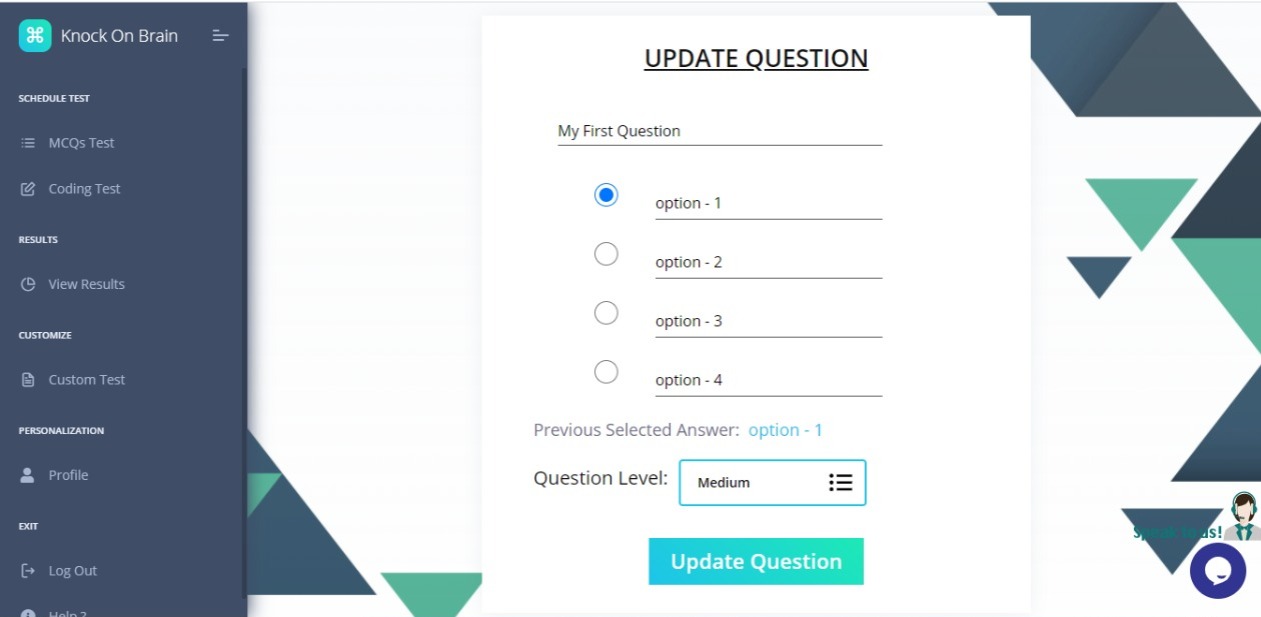 Knock On Brain
SCHEDULE TEST
MCQs Test
Coding Test
RESULTS
View Results
CUSTOMIZE
Custom Test
PERSONALIZATION
Profile
EXIT
Log Out
Help ?
UPDATE QUESTION
My First Question
option - 1
option - 2
option - 3
option - 4
Previous Selected Answer: option - 1
Question Level: Medium
Update Question
Speak to us!